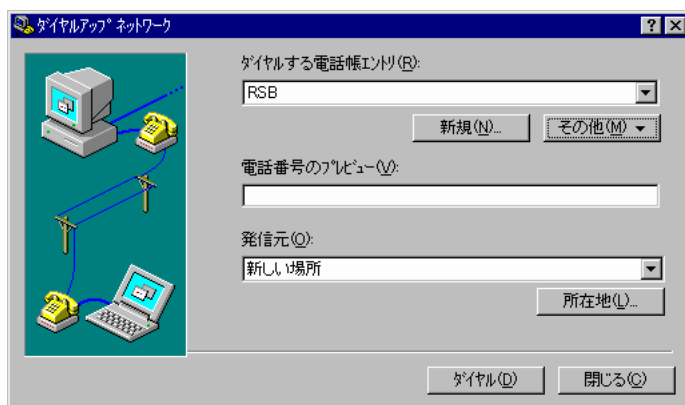 ﾀﾞｲﾔﾙｱｯﾌﾟ ﾈｯﾄﾜｰｸ
ﾀﾞｲﾔﾙする電話帳ｴﾝﾄﾘ(R):
RSB
新規(N)...
その他(M)
電話番号のﾌﾟﾚﾋﾞｭｰ(V):
発信元(O):
新しい場所
所在地(L)...
ﾀﾞｲﾔﾙ(D)
閉じる(C)